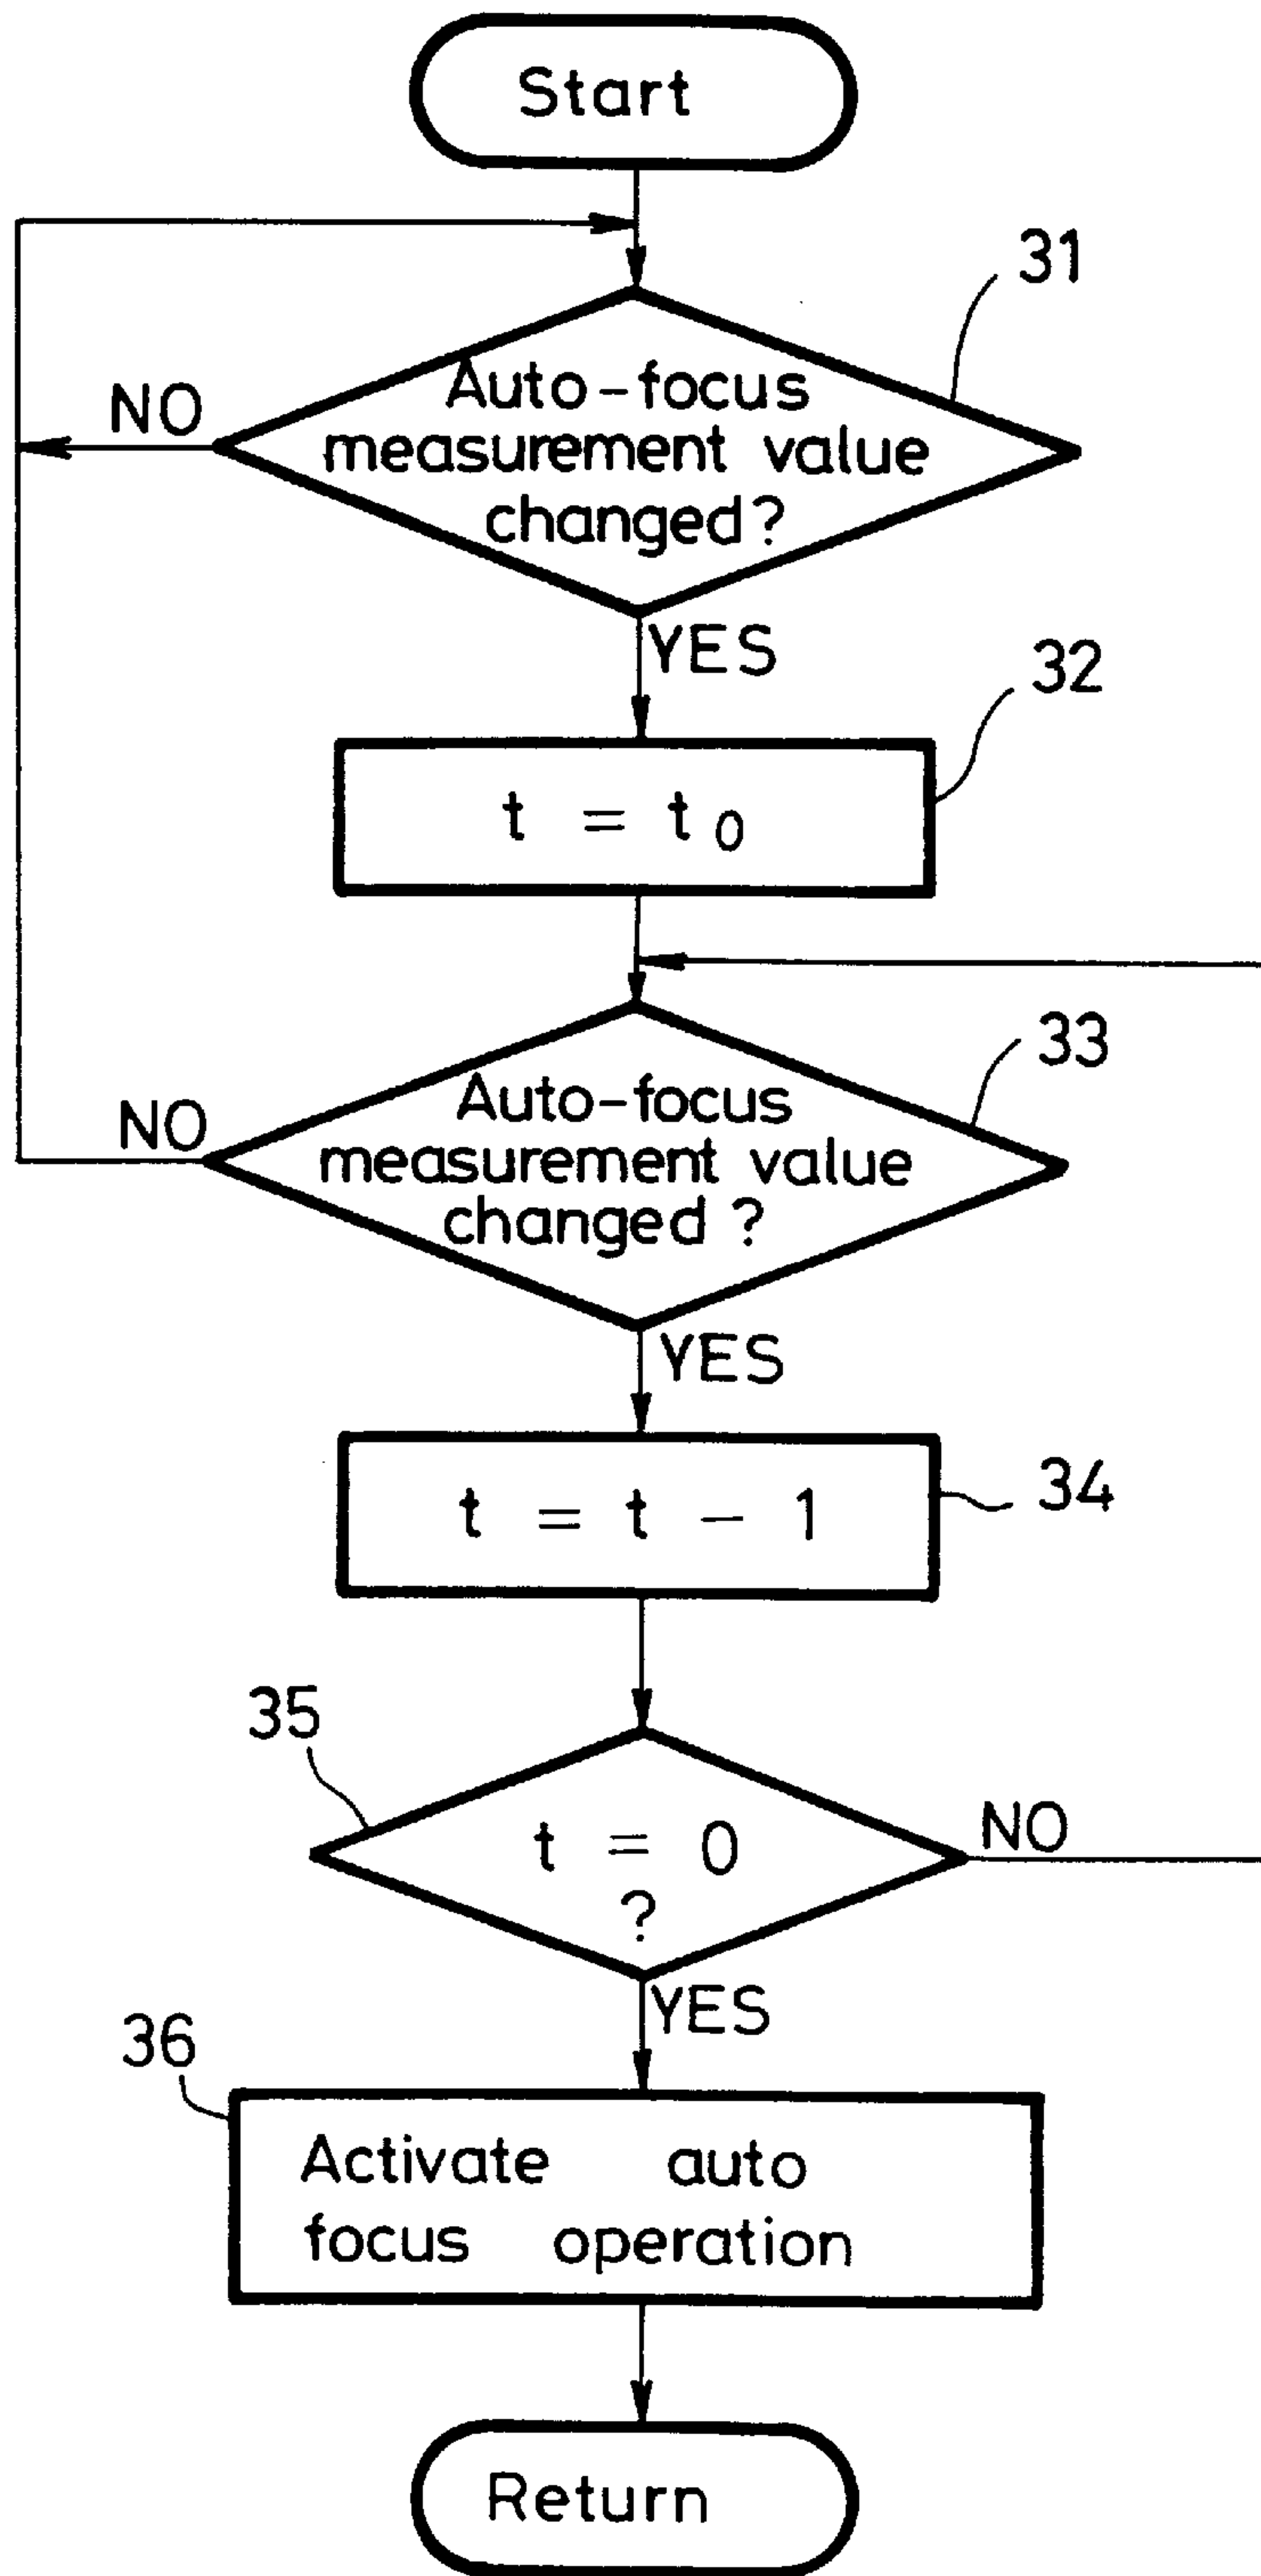 Start
31
Auto-focus
measurement value
changed?
NO
YES
32
t = t0
33
Auto-focus
measurement value
changed ?
NO
YES
34
t = t - 1
35
t = 0
?
NO
YES
36
Activate auto
focus operation
Return